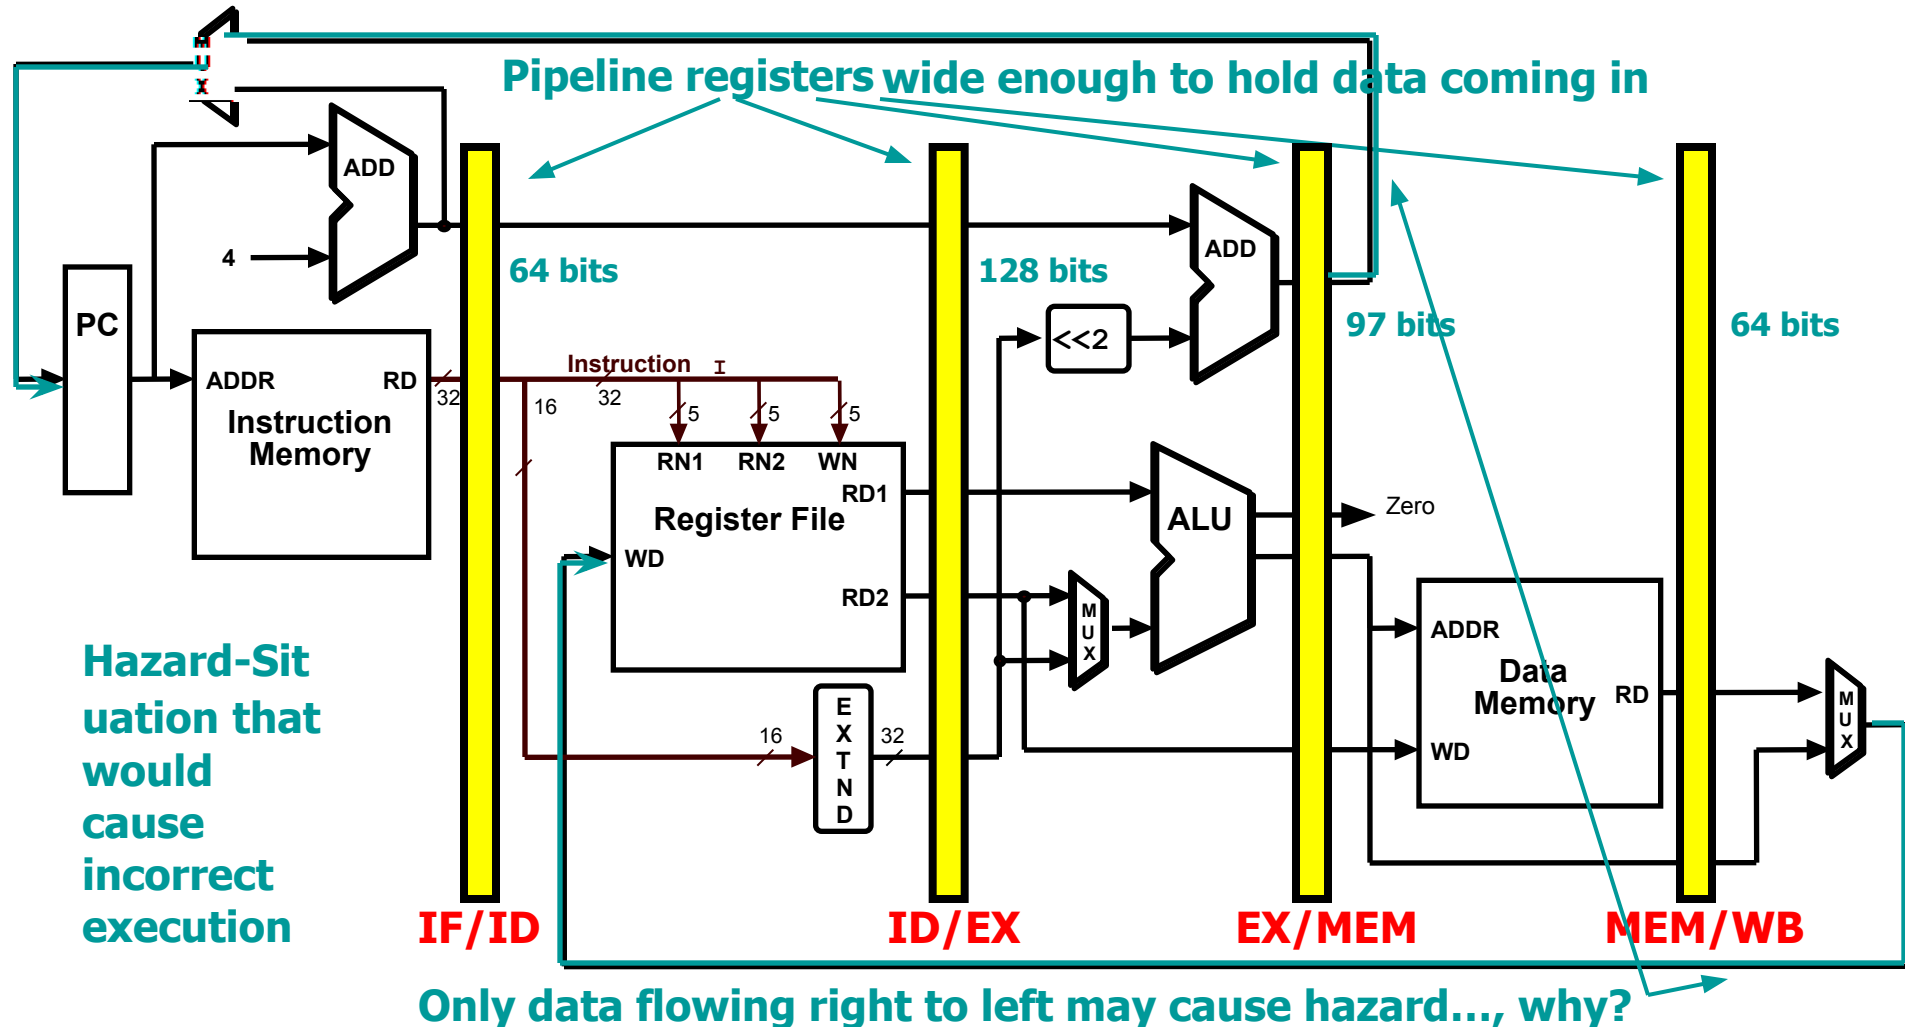 MUX
Pipeline registers wide enough to hold data coming in
ADD
4
PC
64 bits
128 bits
ADD
<<2
97 bits
64 bits
ADDR
RD
Instruction
Memory
32
16
Instruction I
32
5
5
5
RN1 RN2 WN
RD1
Register File
WD
RD2
ALU
Zero
MUX
ADDR
Data
Memory
RD
WD
MUX
16
EXTND
32
Hazard-Sit
uation that
would
cause
incorrect
execution
IF/ID
ID/EX
EX/MEM
MEM/WB
Only data flowing right to left may cause hazard…, why?